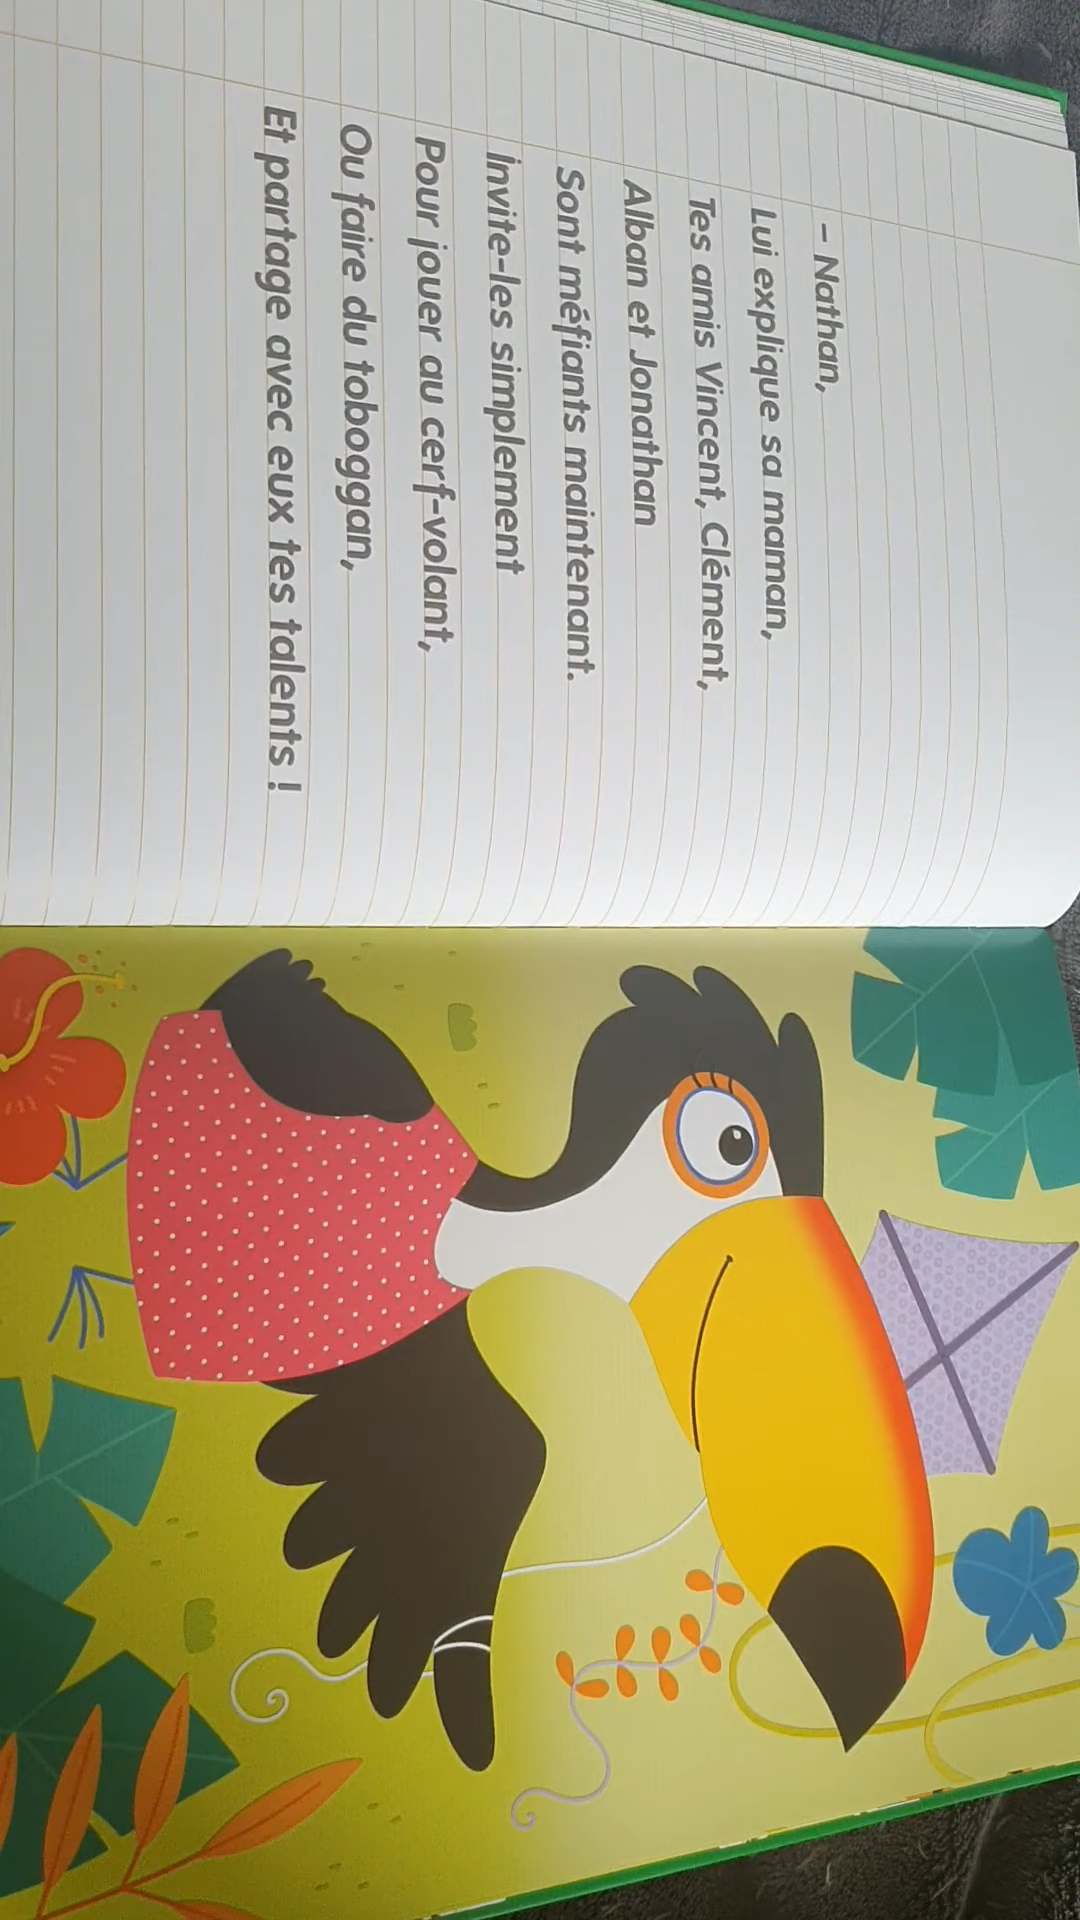 – Nathan,
Lui explique sa maman,
Tes amis Vincent, Clément,
Alban et Jonathan
Sont méfiants maintenant.
Invite-les simplement
Pour jouer au cerf-volant,
Ou faire du toboggan,
Et partage avec eux tes talents !